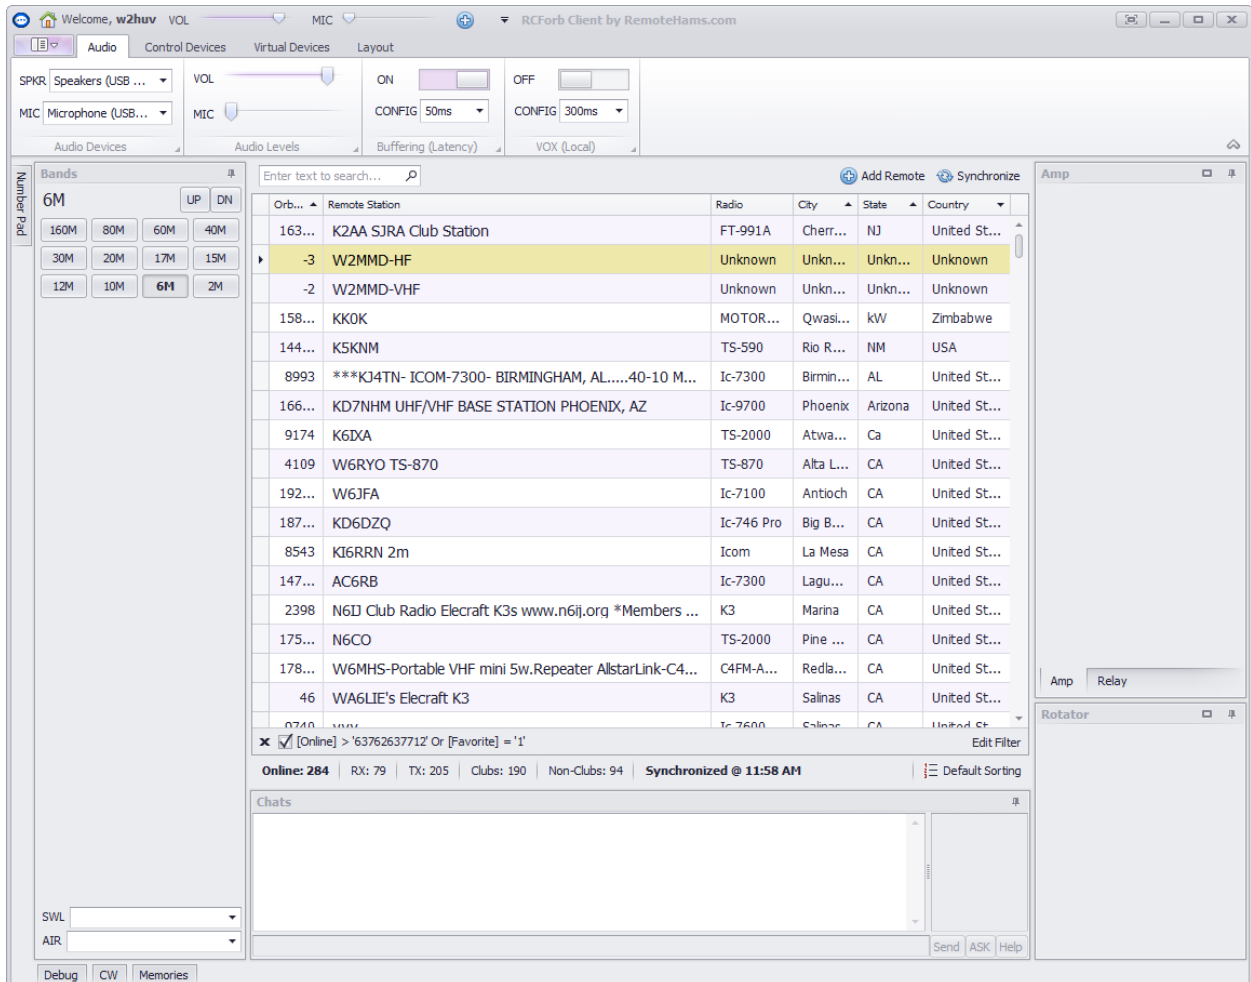 Welcome, w2huv VOL MIC RCForb Client by RemoteHams.com
Audio Control Devices Virtual Devices Layout
SPKR Speakers (USB ... VOL ON OFF
MIC Microphone (USB... MIC CONFIG 50ms CONFIG 300ms
Audio Devices Audio Levels Buffering (Latency) VOX (Local)
Number Pad
Bands
6M UP DN
160M 80M 60M 40M
30M 20M 17M 15M
12M 10M 6M 2M
SWL
AIR
Enter text to search... Add Remote Synchronize
Orb... Remote Station Radio City State Country
163... K2AA SJRA Club Station FT-991A Cherr... NJ United St...
-3 W2MMD-HF Unknown Unkn... Unkn... Unknown
-2 W2MMD-VHF Unknown Unkn... Unkn... Unknown
158... KK0K MOTOR... Qwasi... kW Zimbabwe
144... K5KNM TS-590 Rio R... NM USA
8993 ***KJ4TN- ICOM-7300- BIRMINGHAM, AL.....40-10 M... Ic-7300 Birmin... AL United St...
166... KD7NHM UHF/VHF BASE STATION PHOENIX, AZ Ic-9700 Phoenix Arizona United St...
9174 K6IXA TS-2000 Atwa... Ca United St...
4109 W6RYO TS-870 TS-870 Alta L... CA United St...
192... W6JFA Ic-7100 Antioch CA United St...
187... KD6DZQ Ic-746 Pro Big B... CA United St...
8543 KI6RRN 2m Icom La Mesa CA United St...
147... AC6RB Ic-7300 Lagu... CA United St...
2398 N6IJ Club Radio Elecraft K3s www.n6ij.org *Members ... K3 Marina CA United St...
175... N6CO TS-2000 Pine ... CA United St...
178... W6MHS-Portable VHF mini 5w.Repeater AllstarLink-C4... C4FM-A... Redla... CA United St...
46 WA6LIE's Elecraft K3 K3 Salinas CA United St...
Ic-7600 Salinas CA United St...
[Online] > '63762637712' Or [Favorite] = '1' Edit Filter
Online: 284 RX: 79 TX: 205 Clubs: 190 Non-Clubs: 94 Synchronized @ 11:58 AM Default Sorting
Chats
Send ASK Help
Amp
Amp Relay
Rotator
Debug CW Memories